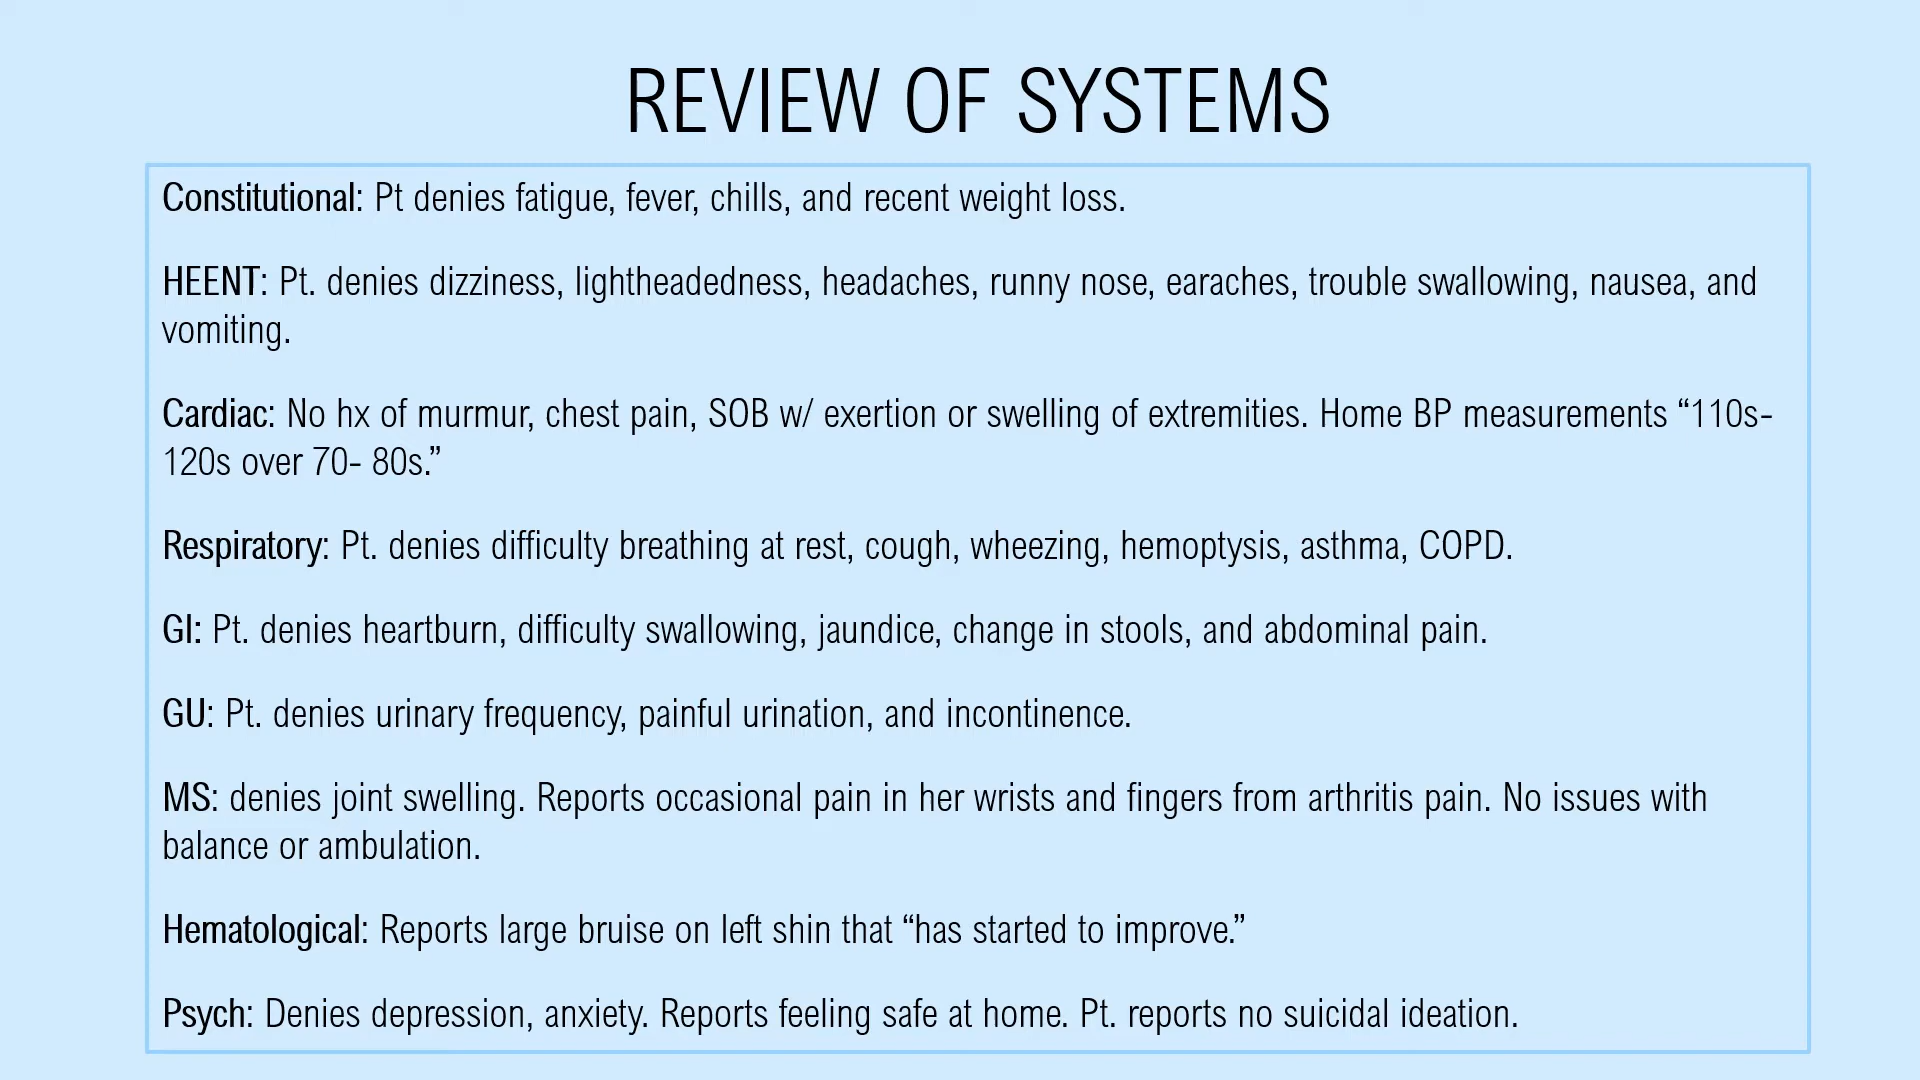 REVIEW OF SYSTEMS
Constitutional: Pt denies fatigue, fever, chills, and recent weight loss.
HEENT: Pt. denies dizziness, lightheadedness, headaches, runny nose, earaches, trouble swallowing, nausea, and
vomiting.
Cardiac: No hx of murmur, chest pain, SOB w/ exertion or swelling of extremities. Home BP measurements “110s-
120s over 70- 80s.”
Respiratory: Pt. denies difficulty breathing at rest, cough, wheezing, hemoptysis, asthma, COPD.
GI: Pt. denies heartburn, difficulty swallowing, jaundice, change in stools, and abdominal pain.
GU: Pt. denies urinary frequency, painful urination, and incontinence.
MS: denies joint swelling. Reports occasional pain in her wrists and fingers from arthritis pain. No issues with
balance or ambulation.
Hematological: Reports large bruise on left shin that “has started to improve.”
Psych: Denies depression, anxiety. Reports feeling safe at home. Pt. reports no suicidal ideation.